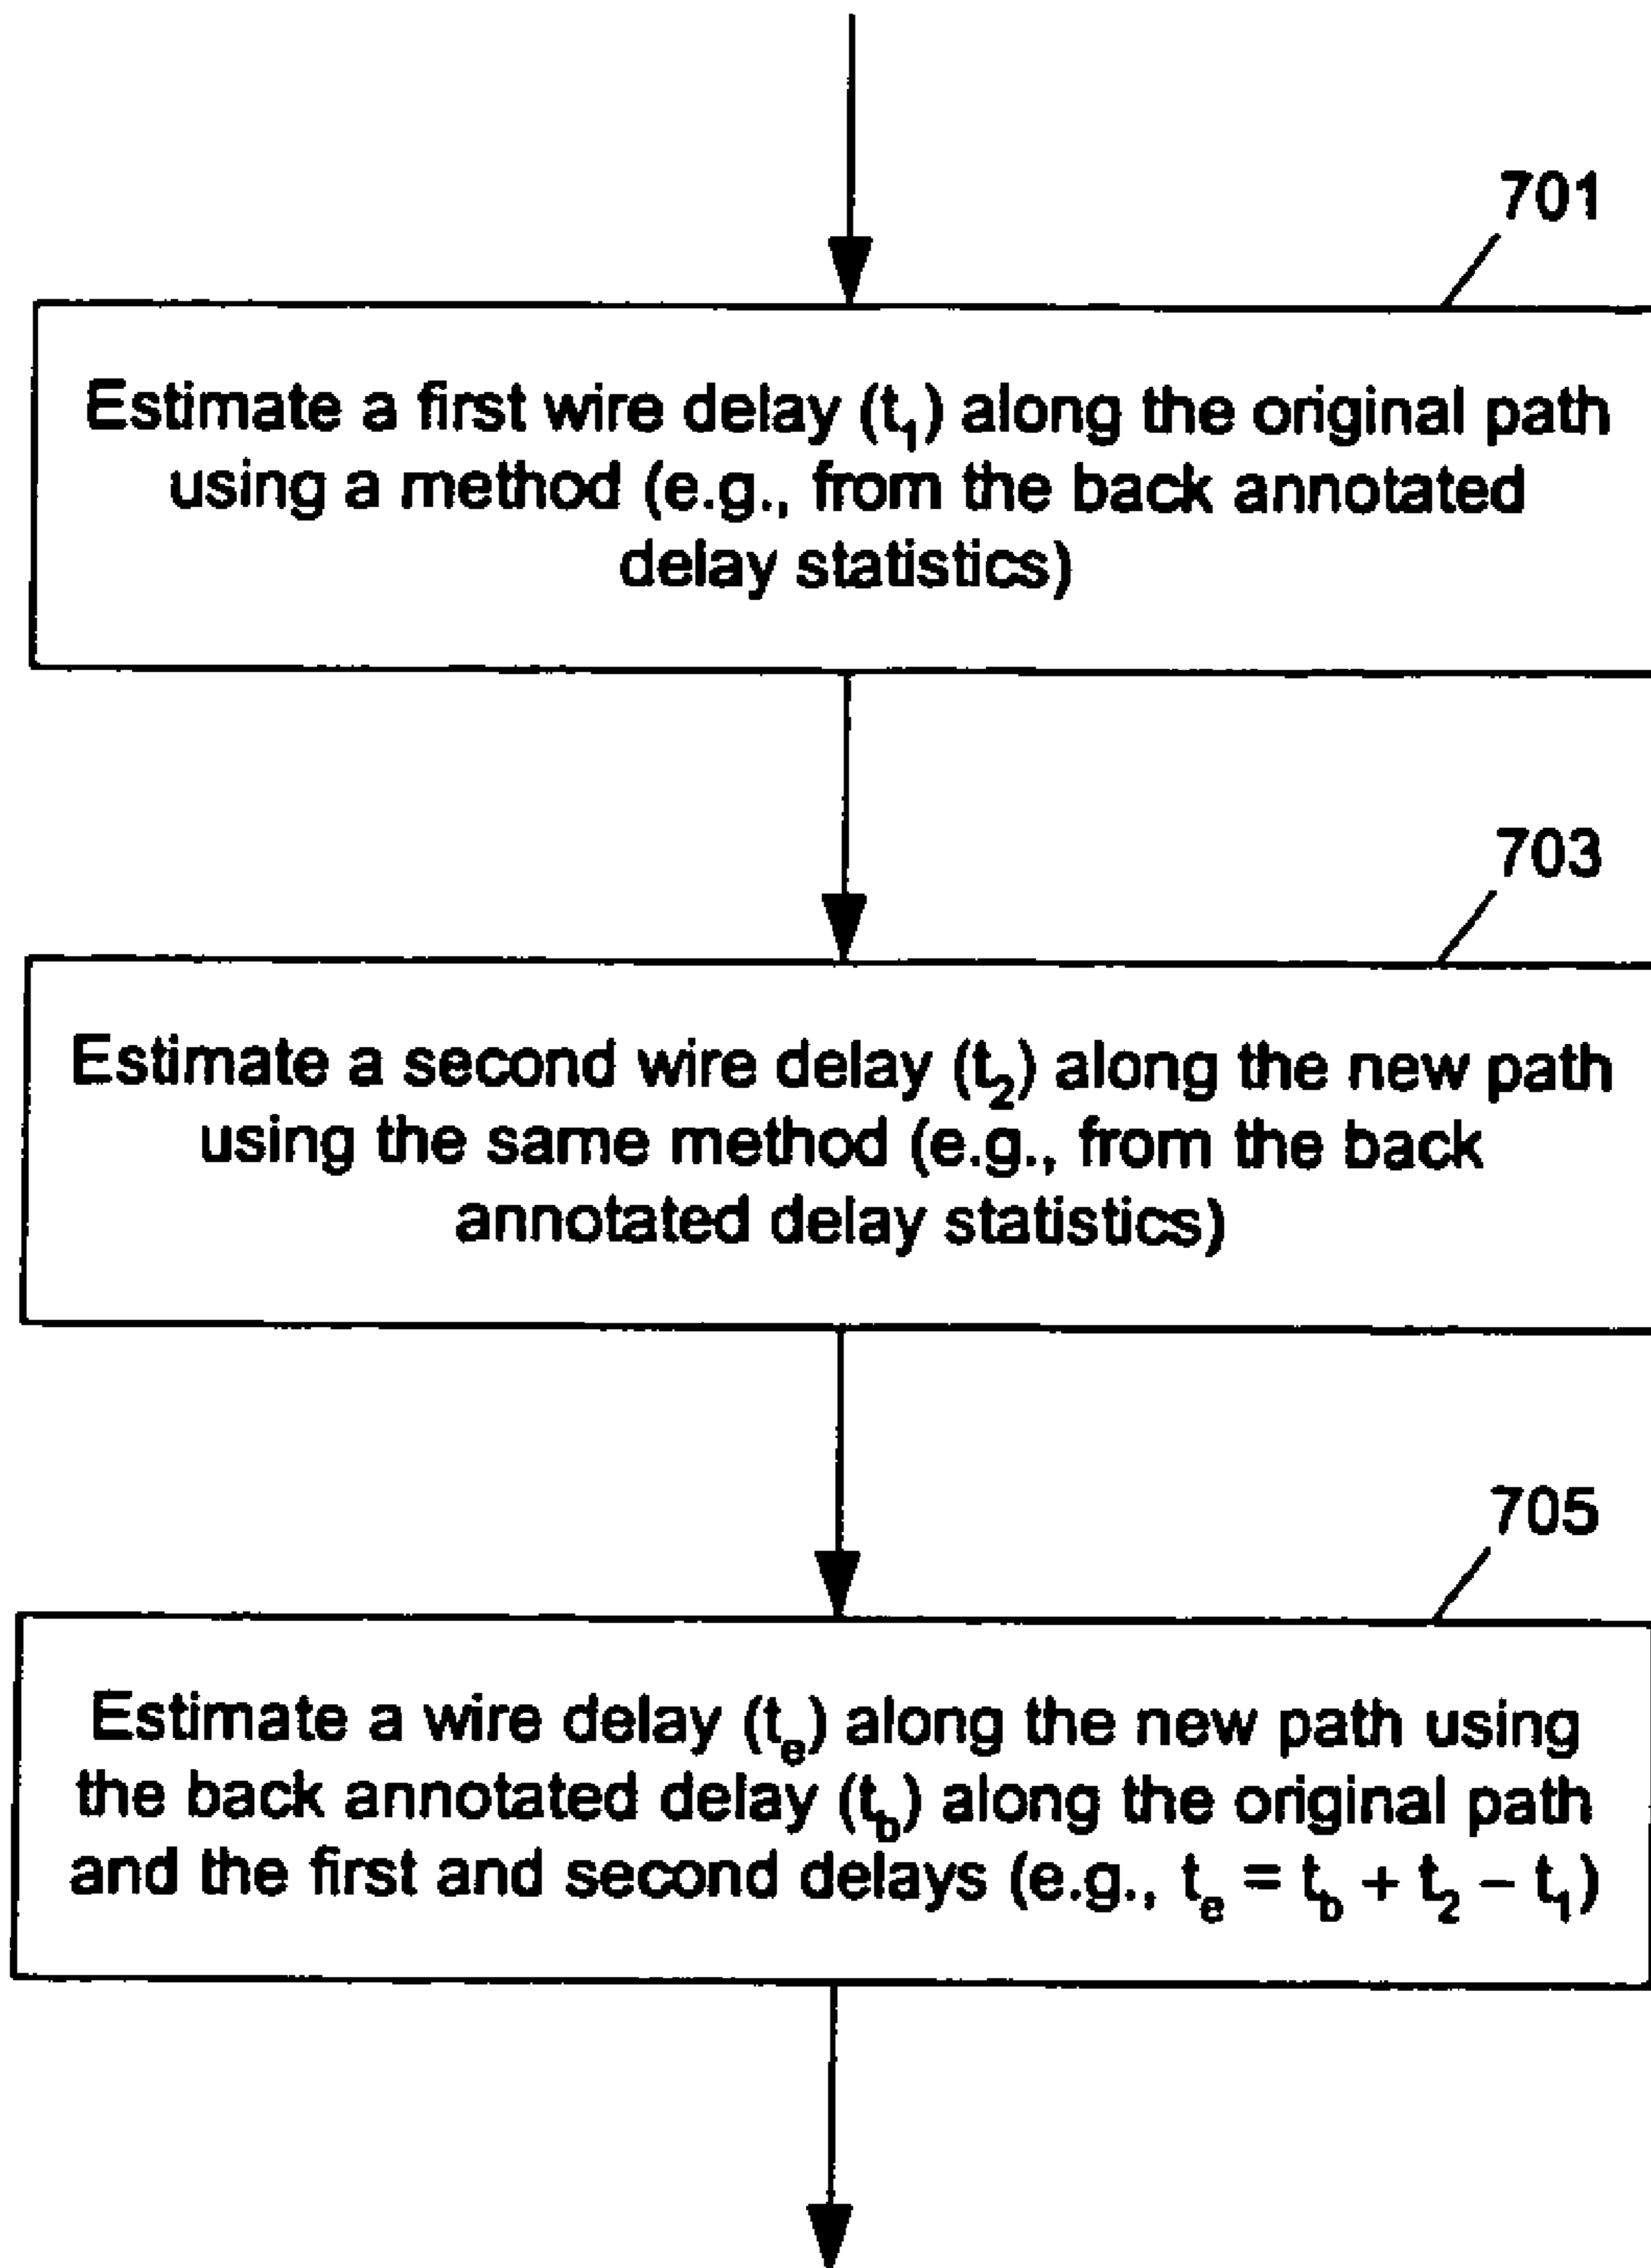 701
Estimate a first wire delay (t₁) along the original path
using a method (e.g., from the back annotated
delay statistics)
703
Estimate a second wire delay (t₂) along the new path
using the same method (e.g., from the back
annotated delay statistics)
705
Estimate a wire delay (tₑ) along the new path using
the back annotated delay (t_b) along the original path
and the first and second delays (e.g., tₑ = t_b + t₂ – t₁)